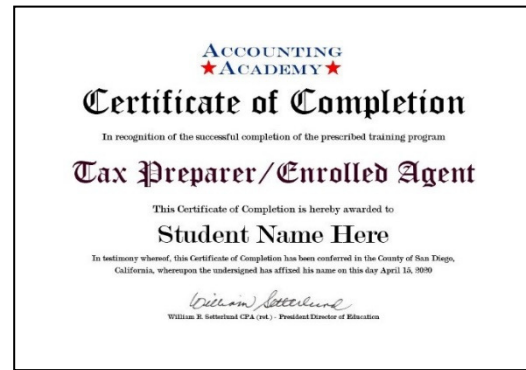 ACCOUNTING
★ACADEMY★
Certificate of Completion
In recognition of the successful completion of the prescribed training program
Tax Preparer/Enrolled Agent
This Certificate of Completion is hereby awarded to
Student Name Here
In testimony whereof, this Certificate of Completion has been conferred in the County of San Diego,
California, whereupon the undersigned has affixed his name on this day April 15, 2020
William Setterlund
William R. Setterlund CPA (ret.) - President/Director of Education